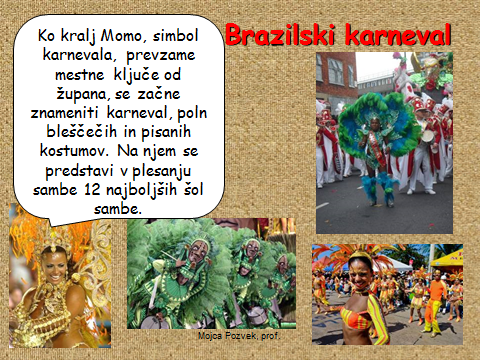 Brazilski karneval
Ko kralj Momo, simbol
karnevala, prevzame
mestne ključe od
župana, se začne
znameniti karneval, poln
bleščečih in pisanih
kostumov. Na njem se
predstavi v plesanju
sambe 12 najboljših šol
sambe.
Mojca Pozvek, prof.